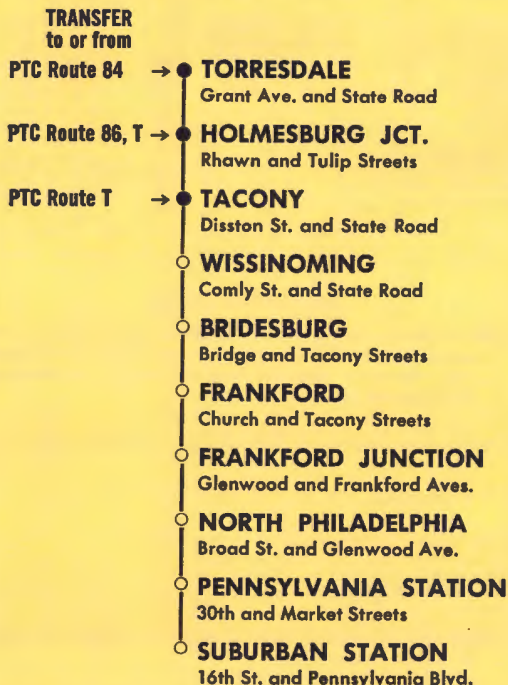 TRANSFER
to or from
PTC Route 84 → TORRESDALE
Grant Ave. and State Road
PTC Route 86, T → HOLMESBURG JCT.
Rhawn and Tulip Streets
PTC Route T → TACONY
Disston St. and State Road
WISSINOMING
Comly St. and State Road
BRIDESBURG
Bridge and Tacony Streets
FRANKFORD
Church and Tacony Streets
FRANKFORD JUNCTION
Glenwood and Frankford Aves.
NORTH PHILADELPHIA
Broad St. and Glenwood Ave.
PENNSYLVANIA STATION
30th and Market Streets
SUBURBAN STATION
16th St. and Pennsylvania Blvd.